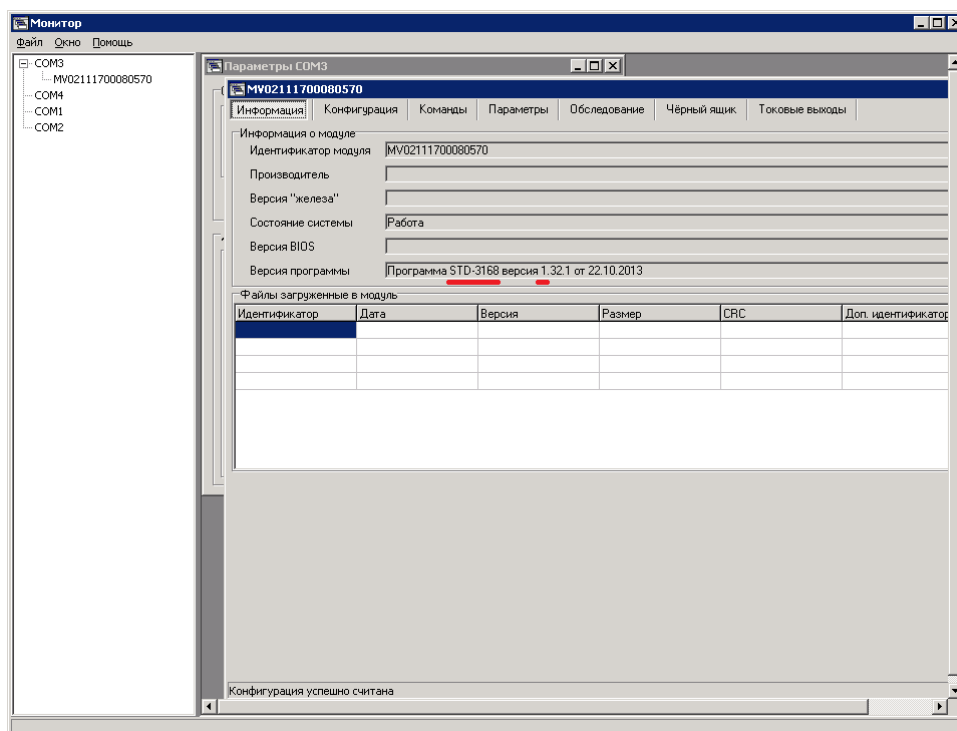 Монитор
Файл Окно Помощь
COM3
MV02111700080570
COM4
COM1
COM2
Параметры COM3
MV02111700080570
Информация Конфигурация Команды Параметры Обследование Чёрный ящик Токовые выходы
Информация о модуле
Идентификатор модуля MV02111700080570
Производитель
Версия "железа"
Состояние системы Работа
Версия BIOS
Версия программы Программа STD-3168 версия 1.32.1 от 22.10.2013
Файлы загруженные в модуль
Идентификатор Дата Версия Размер CRC Доп. идентификатор
Конфигурация успешно считана